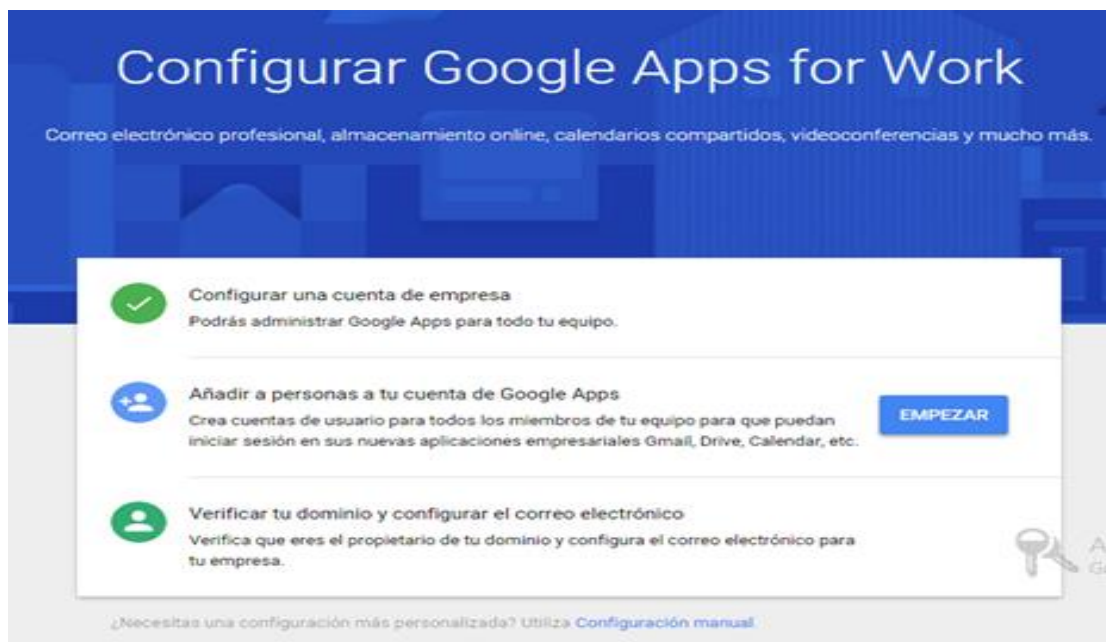 Configurar Google Apps for Work
Correo electrónico profesional, almacenamiento online, calendarios compartidos, videoconferencias y mucho más.
Configurar una cuenta de empresa
Podrás administrar Google Apps para todo tu equipo.
Añadir a personas a tu cuenta de Google Apps
Crea cuentas de usuario para todos los miembros de tu equipo para que puedan
iniciar sesión en sus nuevas aplicaciones empresariales Gmail, Drive, Calendar, etc.
EMPEZAR
Verificar tu dominio y configurar el correo electrónico
Verifica que eres el propietario de tu dominio y configura el correo electrónico para
tu empresa.
¿Necesitas una configuración más personalizada? Utiliza Configuración manual